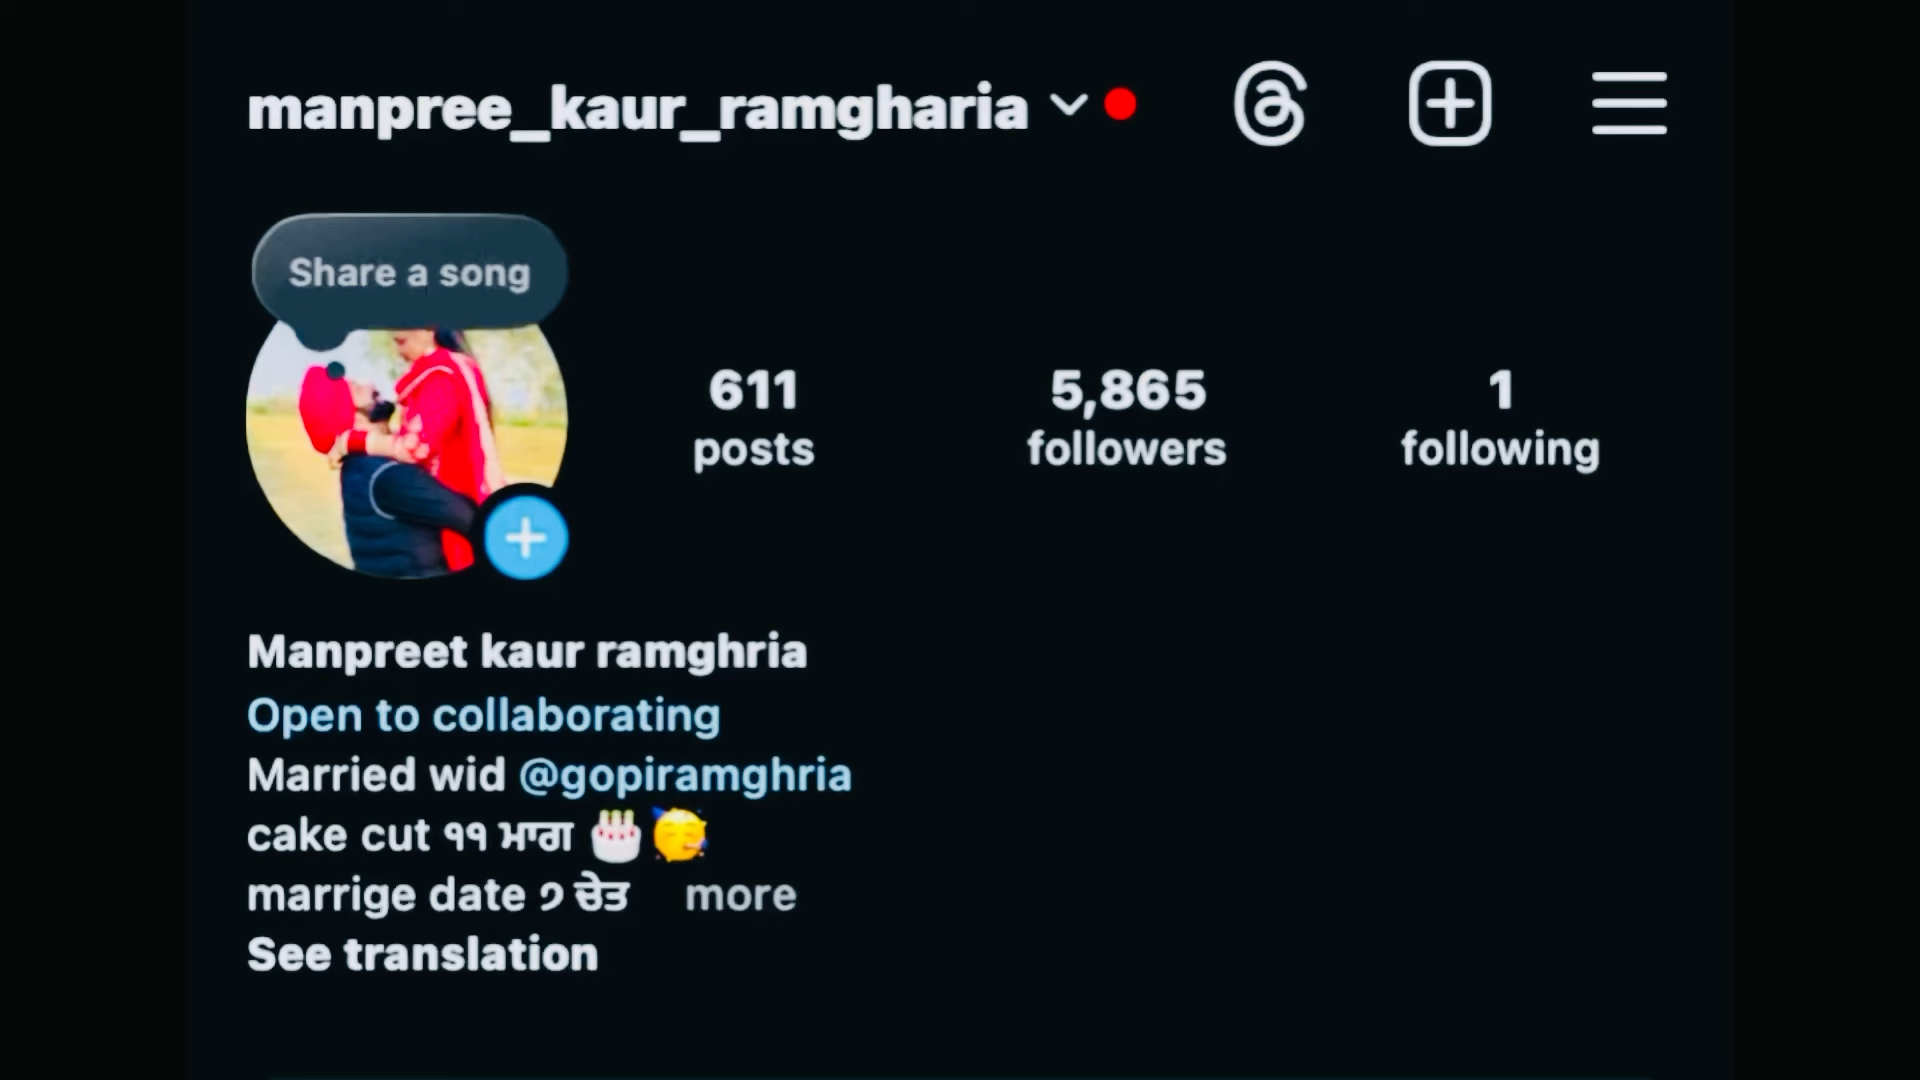 manpree_kaur_ramgharia
Share a song
611
posts
5,865
followers
1
following
Manpreet kaur ramghria
Open to collaborating
Married wid @gopiramghria
cake cut ੧੧ ਮਾਗ 🎂🥳
marrige date ੭ ਚੇਤ more
See translation